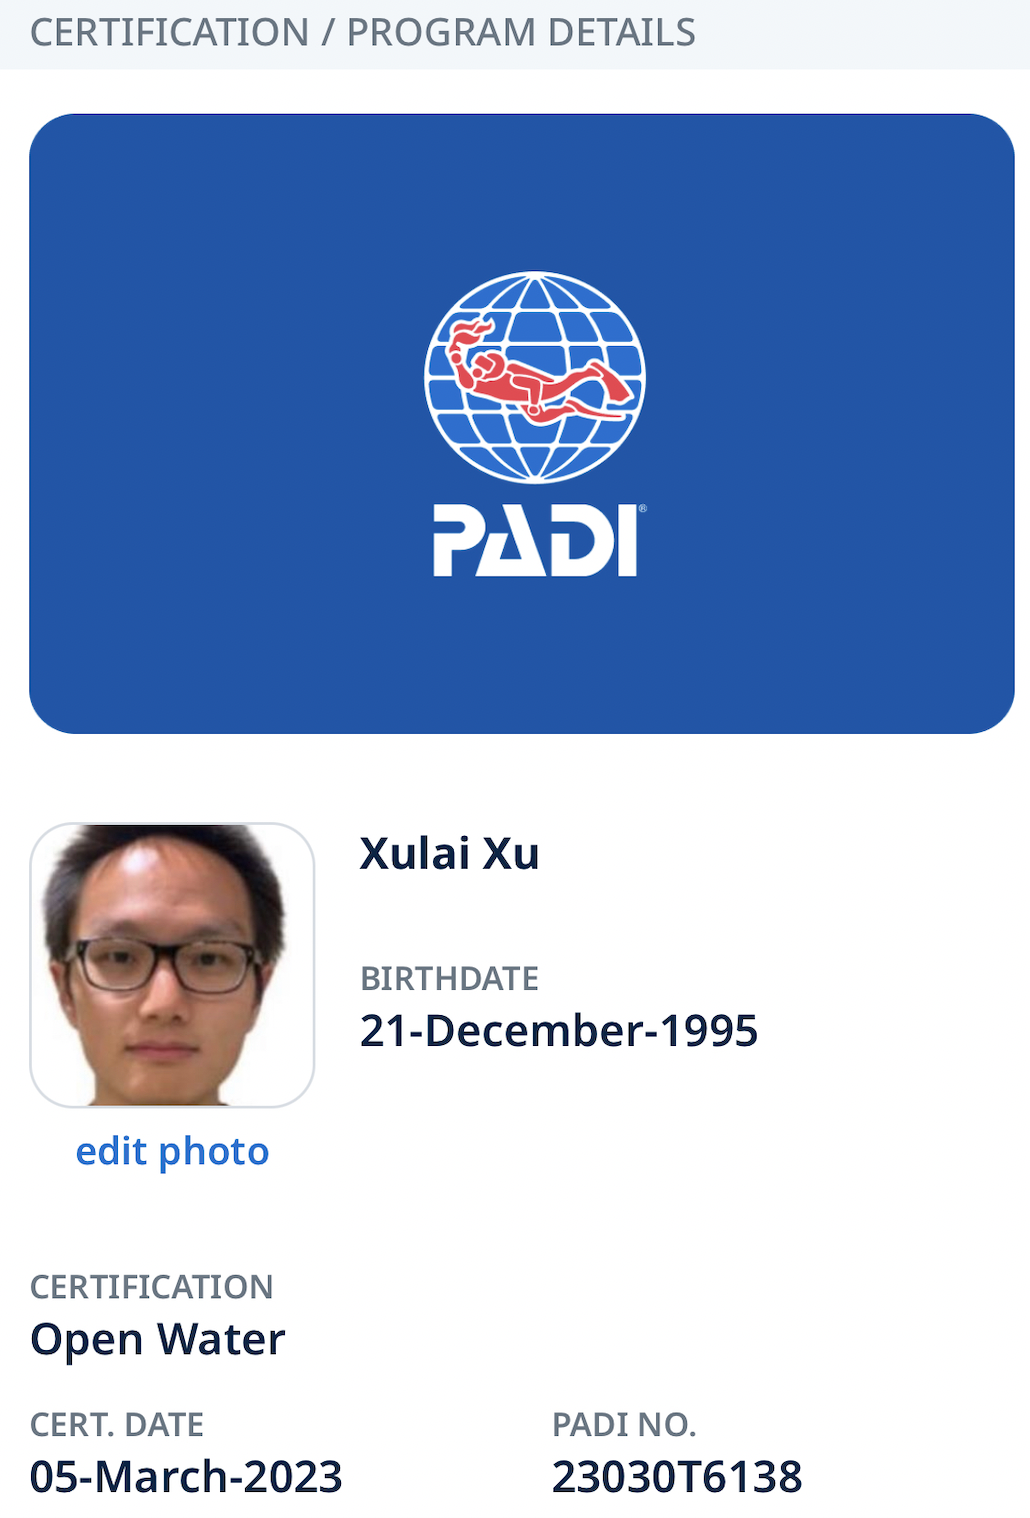 CERTIFICATION / PROGRAM DETAILS
PADI®
Xulai Xu
BIRTHDATE
21-December-1995
edit photo
CERTIFICATION
Open Water
CERT. DATE
PADI NO.
05-March-2023
23030T6138